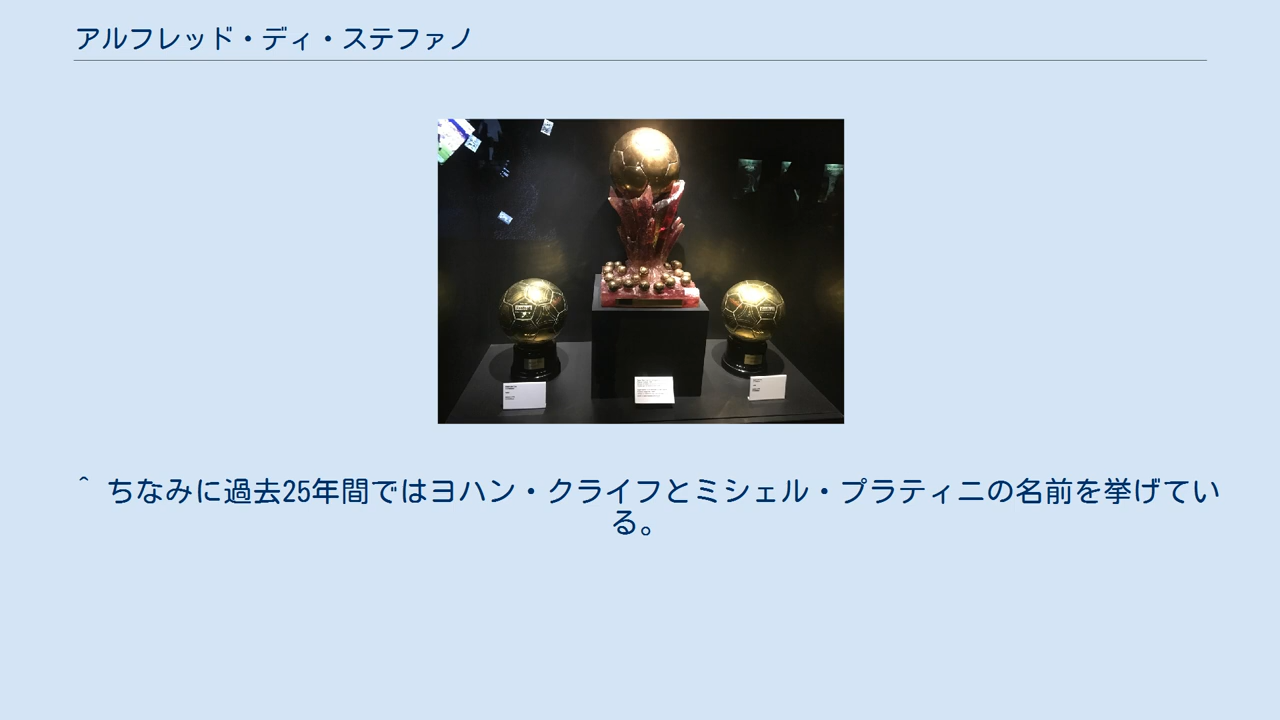 アルフレッド・ディ・ステファノ
^ ちなみに過去25年間ではヨハン・クライフとミシェル・プラティニの名前を挙げてい
る。